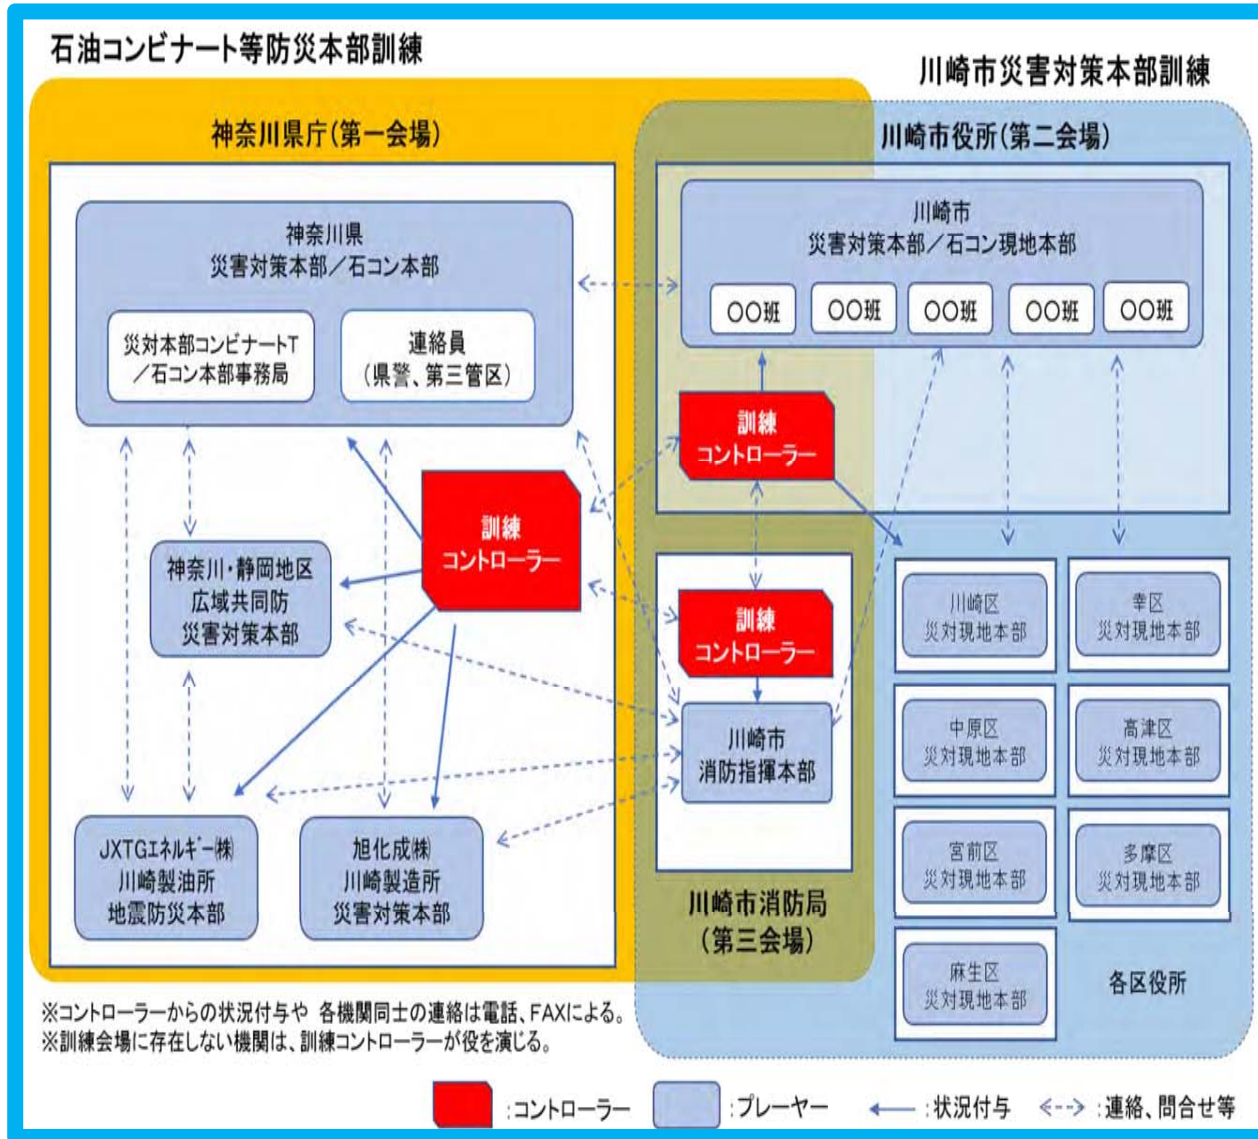 石油コンビナート等防災本部訓練
川崎市災害対策本部訓練
神奈川県庁(第一会場)
川崎市役所(第二会場)
神奈川県
災害対策本部／石コン本部
災対本部コンビナートT
／石コン本部事務局
連絡員
(県警、第三管区)
川崎市
災害対策本部／石コン現地本部
〇〇班
〇〇班
〇〇班
〇〇班
〇〇班
訓練
コントローラー
訓練
コントローラー
神奈川・静岡地区
広域共同防
災害対策本部
訓練
コントローラー
川崎市
消防指揮本部
JXTGエネルギー㈱
川崎製油所
地震防災本部
旭化成㈱
川崎製造所
災害対策本部
川崎市消防局
(第三会場)
川崎区
災対現地本部
幸区
災対現地本部
中原区
災対現地本部
高津区
災対現地本部
宮前区
災対現地本部
多摩区
災対現地本部
麻生区
災対現地本部
各区役所
※コントローラーからの状況付与や 各機関同士の連絡は電話、FAXによる。
※訓練会場に存在しない機関は、訓練コントローラーが役を演じる。
:コントローラー
:プレーヤー
:状況付与
:連絡、問合せ等